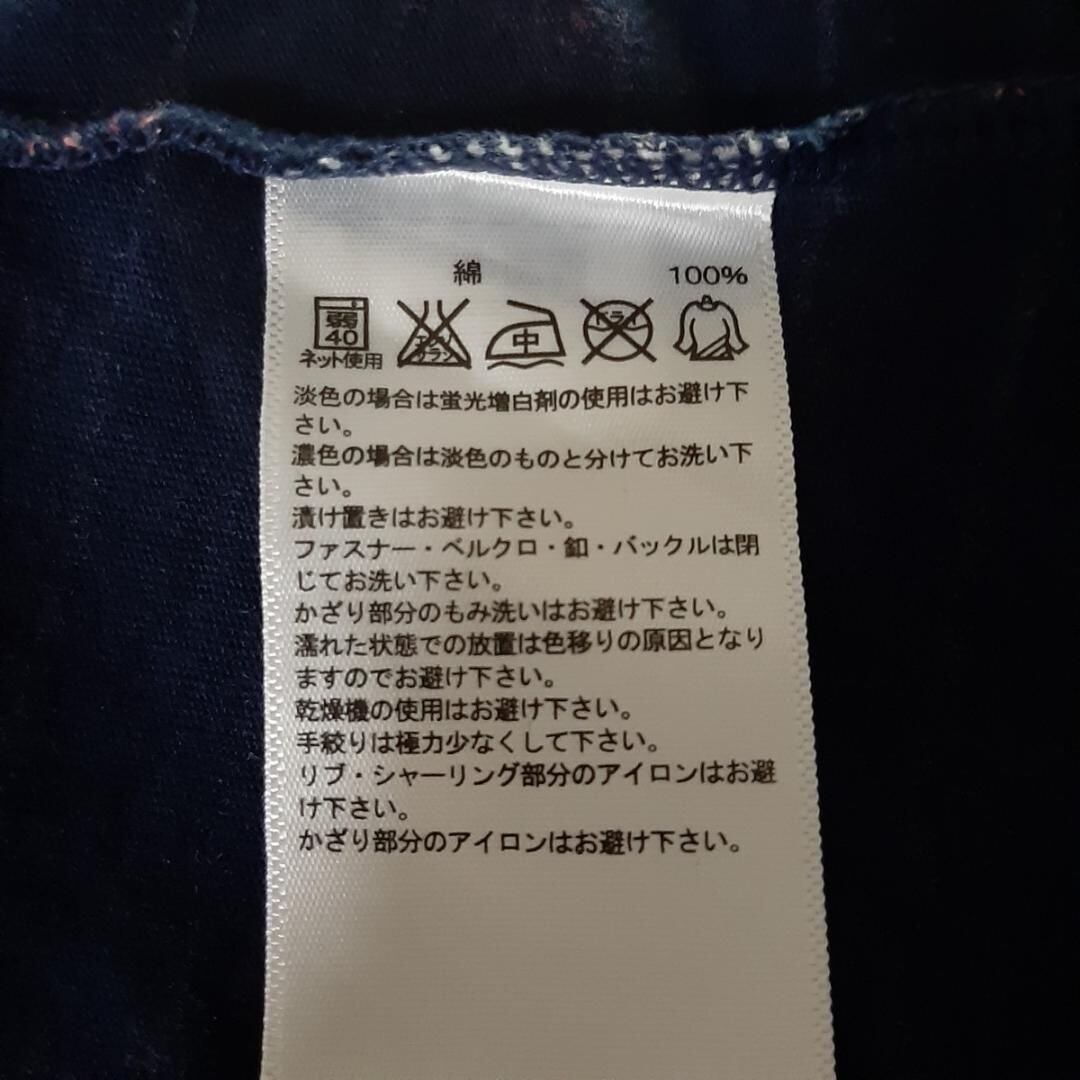 綿 100%
弱 40 エンソ サラシ 中 ドライ
ネット使用
淡色の場合は蛍光増白剤の使用はお避け下
さい。
濃色の場合は淡色のものと分けてお洗い下
さい。
漬け置きはお避け下さい。
ファスナー・ベルクロ・釦・バックルは閉
じてお洗い下さい。
かざり部分のもみ洗いはお避け下さい。
濡れた状態での放置は色移りの原因となり
ますのでお避け下さい。
乾燥機の使用はお避け下さい。
手絞りは極力少なくして下さい。
リブ・シャーリング部分のアイロンはお避
け下さい。
かざり部分のアイロンはお避け下さい。